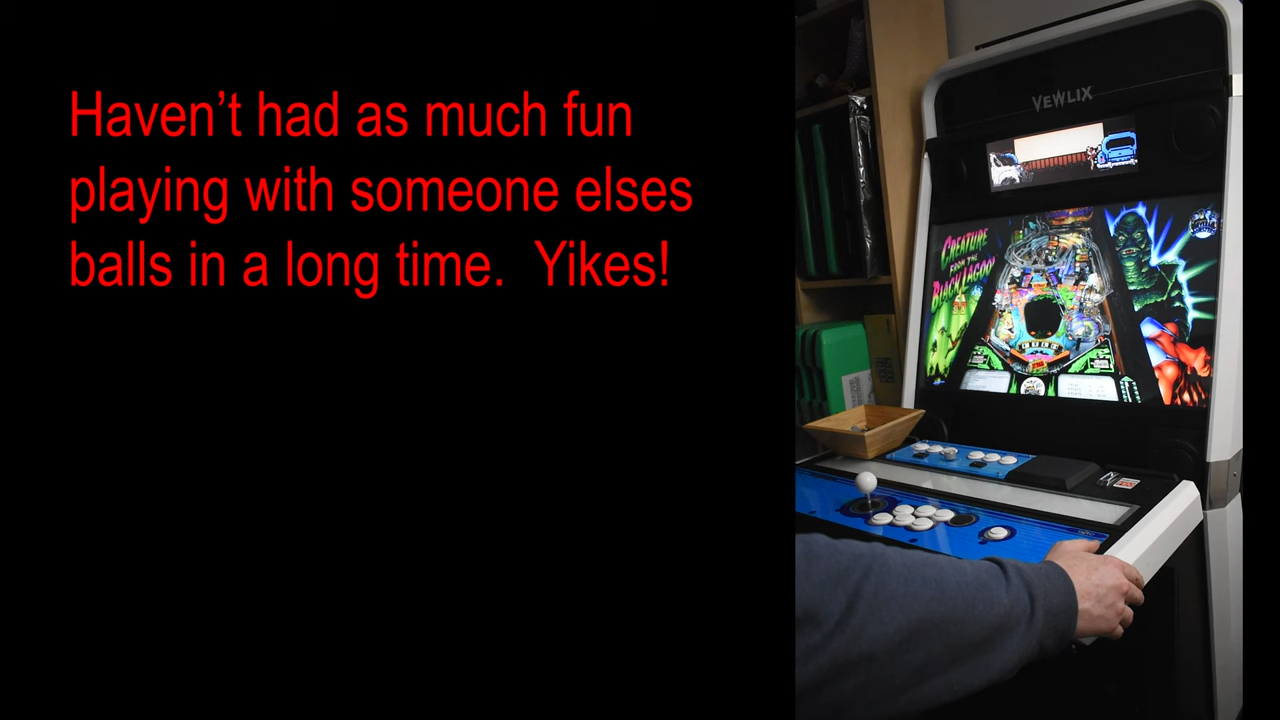 Haven’t had as much fun
playing with someone elses
balls in a long time.  Yikes!
VEWLIX
CREATURE
FROM THE
BLACK LAGOON